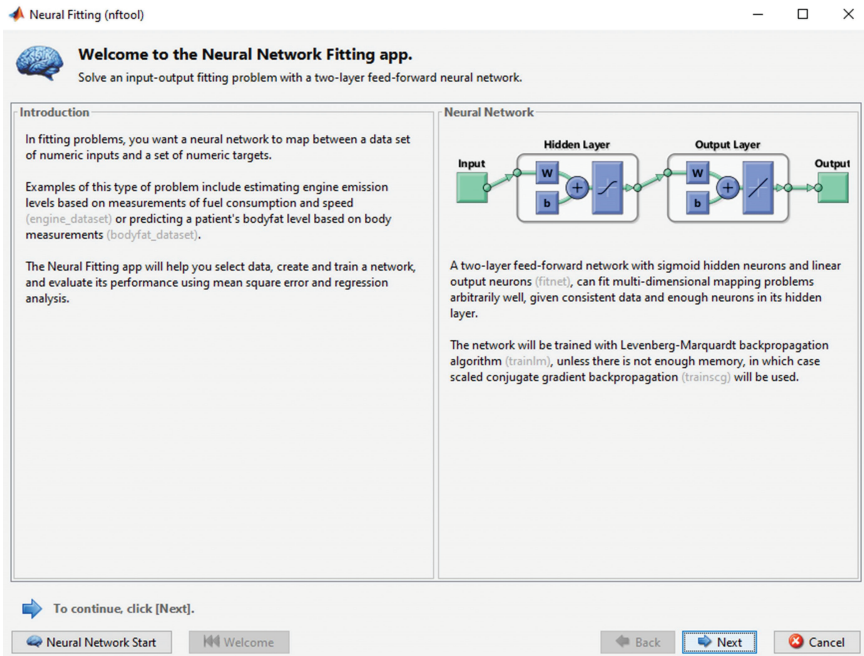 Neural Fitting (nftool)
Welcome to the Neural Network Fitting app.
Solve an input-output fitting problem with a two-layer feed-forward neural network.
Introduction
In fitting problems, you want a neural network to map between a data set
of numeric inputs and a set of numeric targets.
Examples of this type of problem include estimating engine emission
levels based on measurements of fuel consumption and speed
(engine_dataset) or predicting a patient's bodyfat level based on body
measurements (bodyfat_dataset).
The Neural Fitting app will help you select data, create and train a network,
and evaluate its performance using mean square error and regression
analysis.
Neural Network
Hidden Layer
Output Layer
Input
Output
W
b
+
W
b
+
A two-layer feed-forward network with sigmoid hidden neurons and linear
output neurons (fitnet), can fit multi-dimensional mapping problems
arbitrarily well, given consistent data and enough neurons in its hidden
layer.
The network will be trained with Levenberg-Marquardt backpropagation
algorithm (trainlm), unless there is not enough memory, in which case
scaled conjugate gradient backpropagation (trainscg) will be used.
To continue, click [Next].
Neural Network Start
Welcome
Back
Next
Cancel